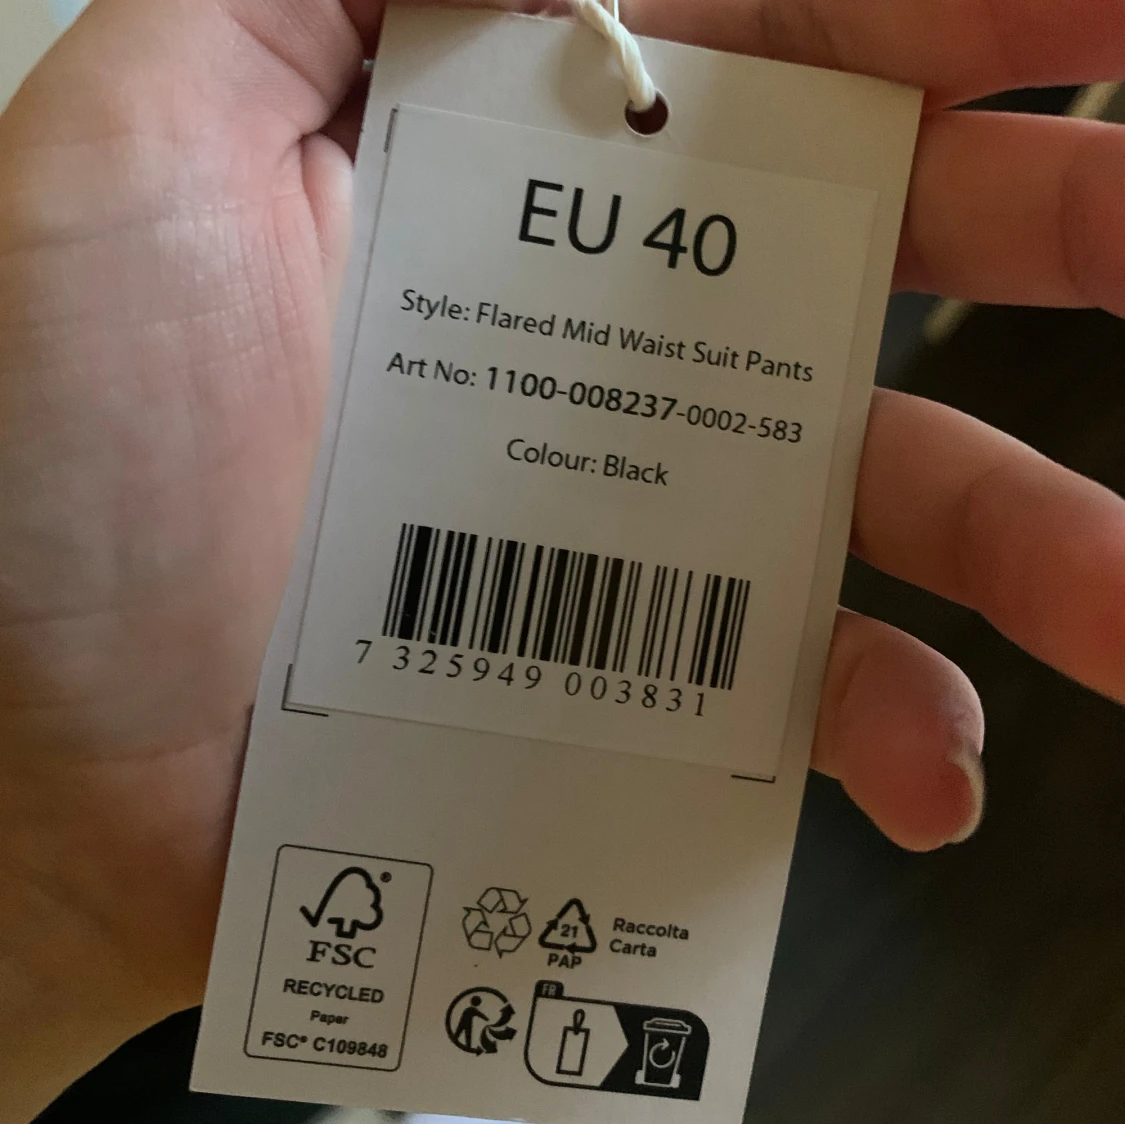 EU 40
Style: Flared Mid Waist Suit Pants
Art No: 1100-008237-0002-583
Colour: Black
7 325949 003831
FSC®
RECYCLED
Paper
FSC® C109848
21
PAP
Raccolta
Carta
FR